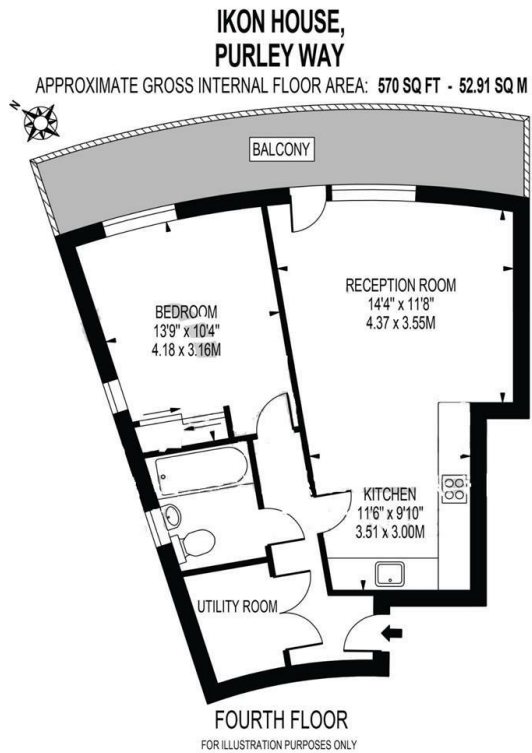 IKON HOUSE,
PURLEY WAY
APPROXIMATE GROSS INTERNAL FLOOR AREA: 570 SQ FT - 52.91 SQ M
N
BALCONY
RECEPTION ROOM
14'4" x 11'8"
4.37 x 3.55M
BEDROOM
13'9" x 10'4"
4.18 x 3.16M
KITCHEN
11'6" x 9'10"
3.51 x 3.00M
UTILITY ROOM
FOURTH FLOOR
FOR ILLUSTRATION PURPOSES ONLY